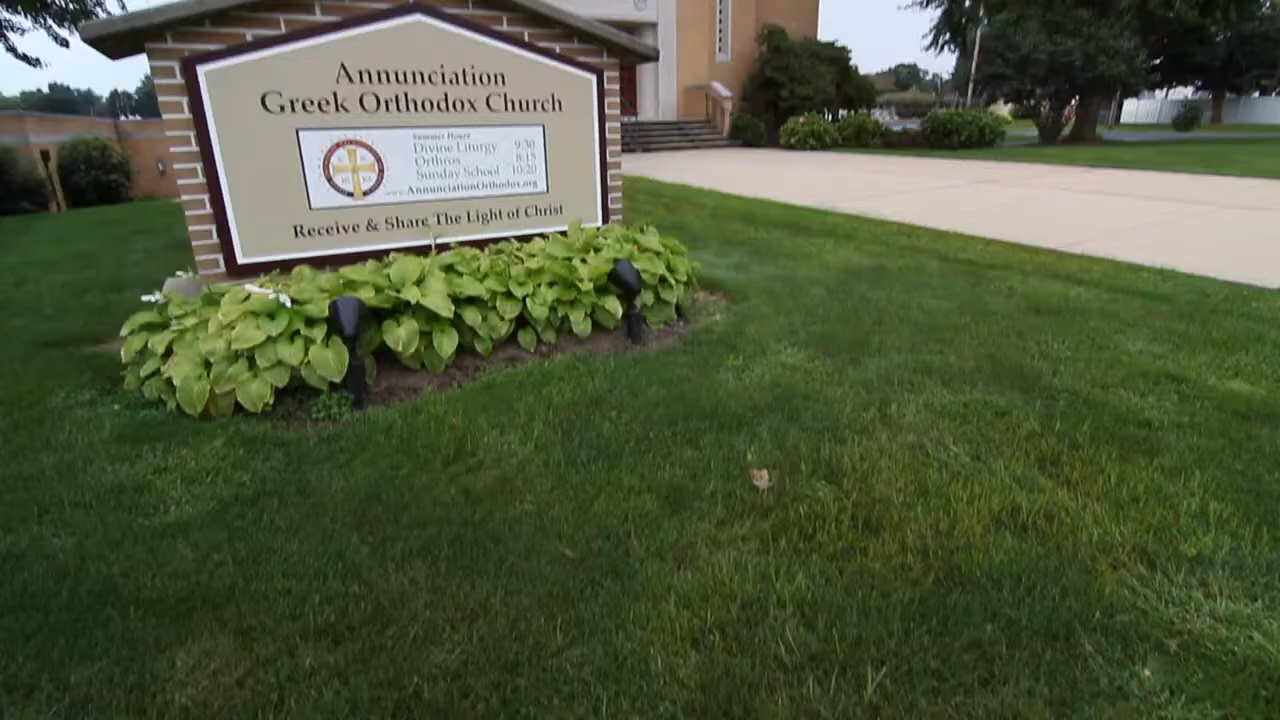 Annunciation
Greek Orthodox Church
Summer Hours
Divine Liturgy 9:30
Orthros 8:15
Sunday School 10:20
www.AnnunciationOrthodox.org
Receive & Share The Light of Christ